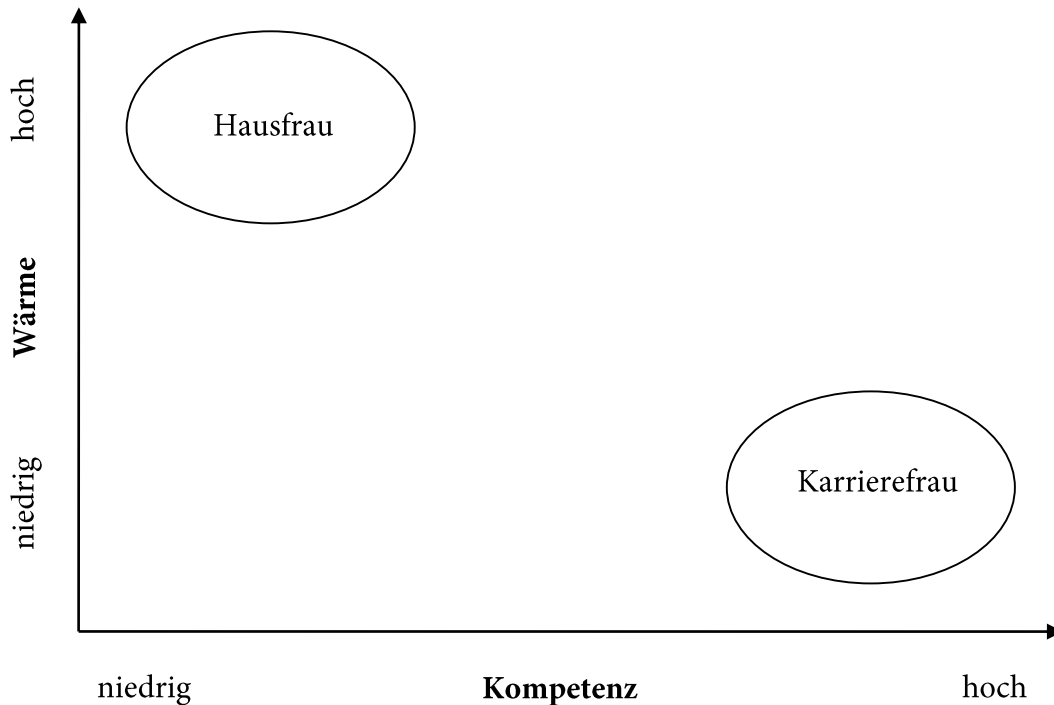 hoch
Hausfrau
Wärme
niedrig
Karrierefrau
niedrig
Kompetenz
hoch